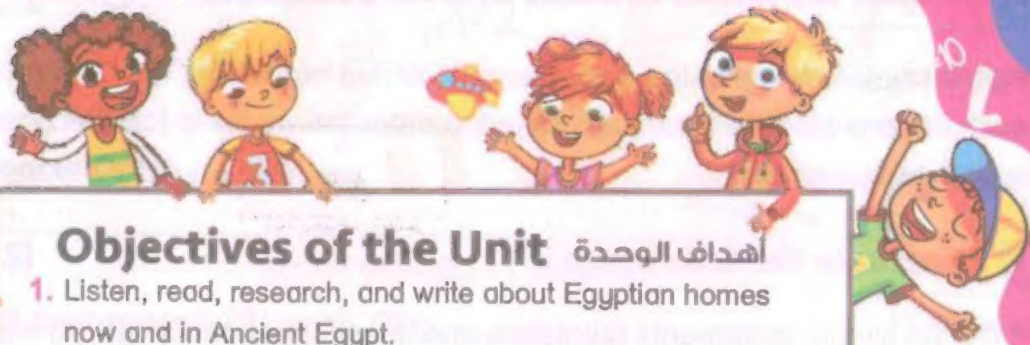 Objectives of the Unit أهداف الوحدة
1. Listen, read, research, and write about Egyptian homes
now and in Ancient Egypt.